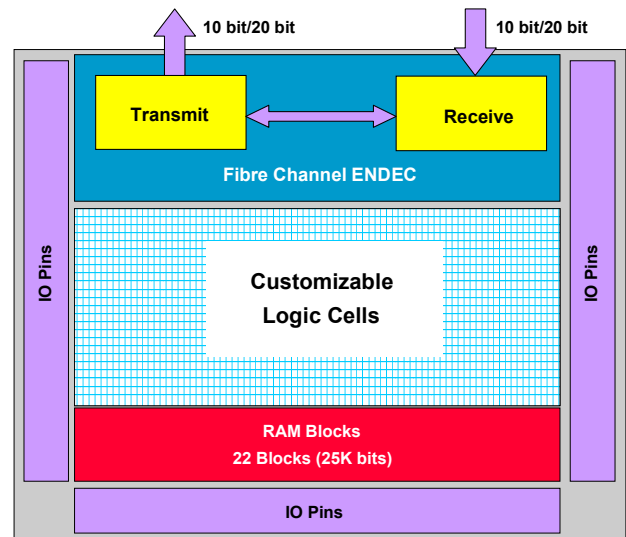 10 bit/20 bit
10 bit/20 bit
Transmit
Receive
Fibre Channel ENDEC
IO Pins
Customizable
Logic Cells
IO Pins
RAM Blocks
22 Blocks (25K bits)
IO Pins